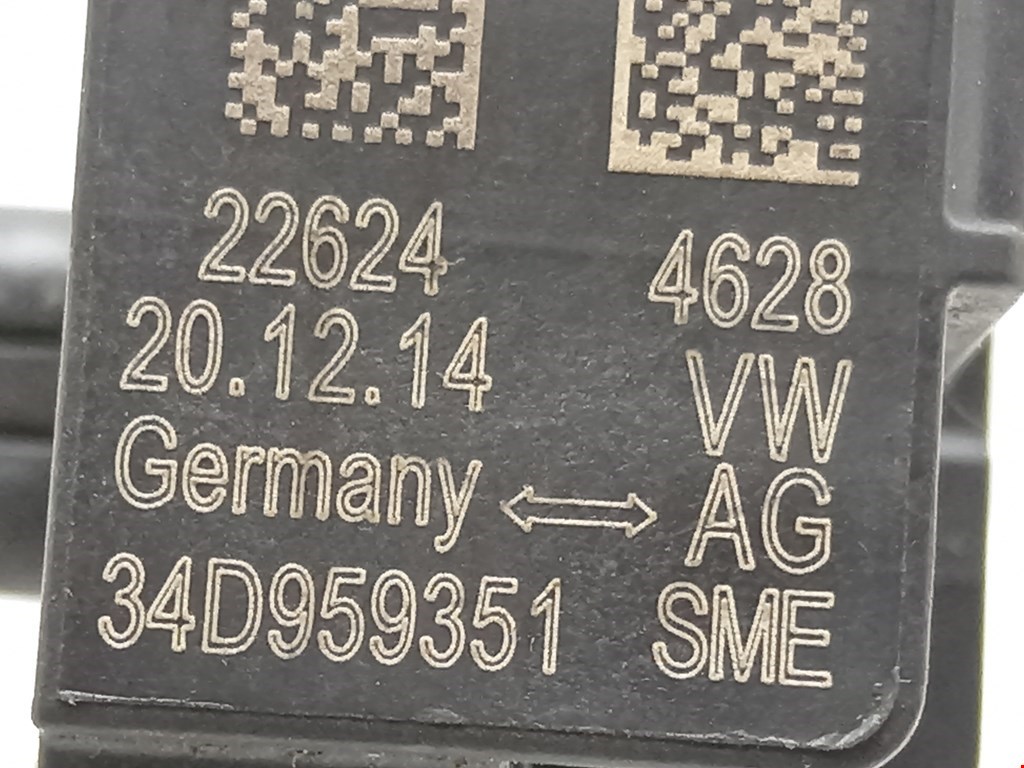 22624
20.12.14
Germany
34D959351
4628
VW
AG
SME